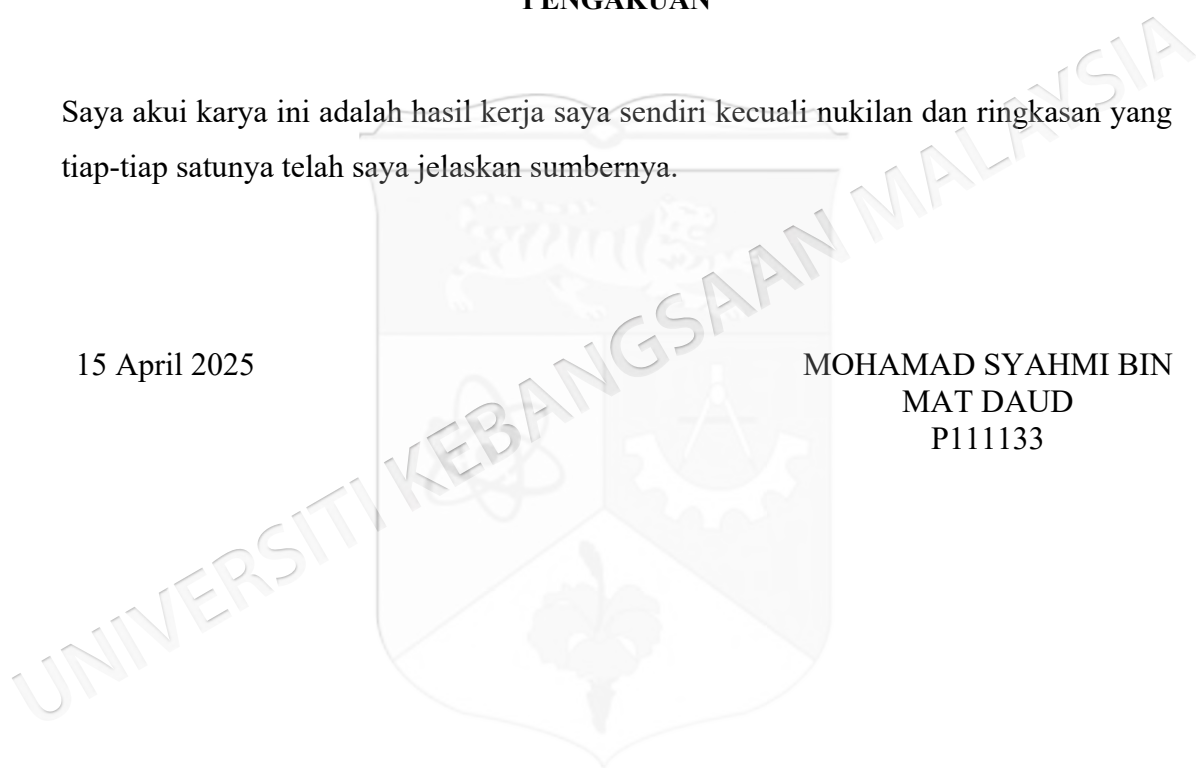 PENGAKUAN
Saya akui karya ini adalah hasil kerja saya sendiri kecuali nukilan dan ringkasan yang
tiap-tiap satunya telah saya jelaskan sumbernya.
15 April 2025
MOHAMAD SYAHMI BIN
MAT DAUD
P111133
UNIVERSITI KEBANGSAAN MALAYSIA